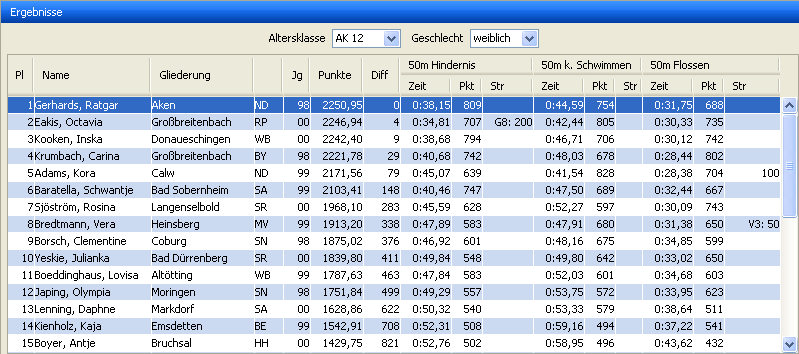 Ergebnisse
Altersklasse AK 12 Geschlecht weiblich
50m Hindernis 50m k. Schwimmen 50m Flossen
Pl Name Gliederung Jg Punkte Diff Zeit Pkt Str Zeit Pkt Str Zeit Pkt Str
1 Gerhards, Ratgar Aken ND 98 2250,95 0 0:38,15 809 0:44,59 754 0:31,75 688
2 Eakis, Octavia Großbreitenbach RP 00 2246,94 4 0:34,81 707 G8: 200 0:42,44 805 0:30,33 735
3 Kooken, Inska Donaueschingen WB 00 2242,40 9 0:38,68 794 0:46,71 706 0:30,12 742
4 Krumbach, Carina Großbreitenbach BY 98 2221,78 29 0:40,68 742 0:48,03 678 0:28,44 802
5 Adams, Kora Calw ND 99 2171,56 79 0:45,07 639 0:41,54 828 0:28,38 704 100
6 Baratella, Schwantje Bad Sobernheim SA 99 2103,41 148 0:40,46 747 0:47,50 689 0:32,44 667
7 Sjöström, Rosina Langenselbold SR 00 1968,10 283 0:45,59 628 0:52,27 597 0:30,09 743
8 Bredtmann, Vera Heinsberg MV 99 1913,20 338 0:47,89 583 0:47,91 680 0:31,38 650 V3: 50
9 Borsch, Clementine Coburg SN 98 1875,02 376 0:46,92 601 0:48,16 675 0:34,85 599
10 Yeskie, Julianka Bad Dürrenberg SR 00 1839,80 411 0:49,84 548 0:49,80 642 0:33,02 650
11 Boeddinghaus, Lovisa Altötting WB 99 1787,63 463 0:47,84 583 0:52,03 601 0:34,68 603
12 Japing, Olympia Moringen SN 98 1751,84 499 0:49,29 557 0:53,75 572 0:33,95 623
13 Lenning, Daphne Markdorf SA 00 1628,86 622 0:50,32 540 0:53,33 579 0:38,64 511
14 Kienholz, Kaja Emsdetten BE 99 1542,91 708 0:52,31 508 0:59,16 494 0:37,22 541
15 Boyer, Antje Bruchsal HH 00 1429,75 821 0:52,76 502 0:58,95 496 0:43,62 432